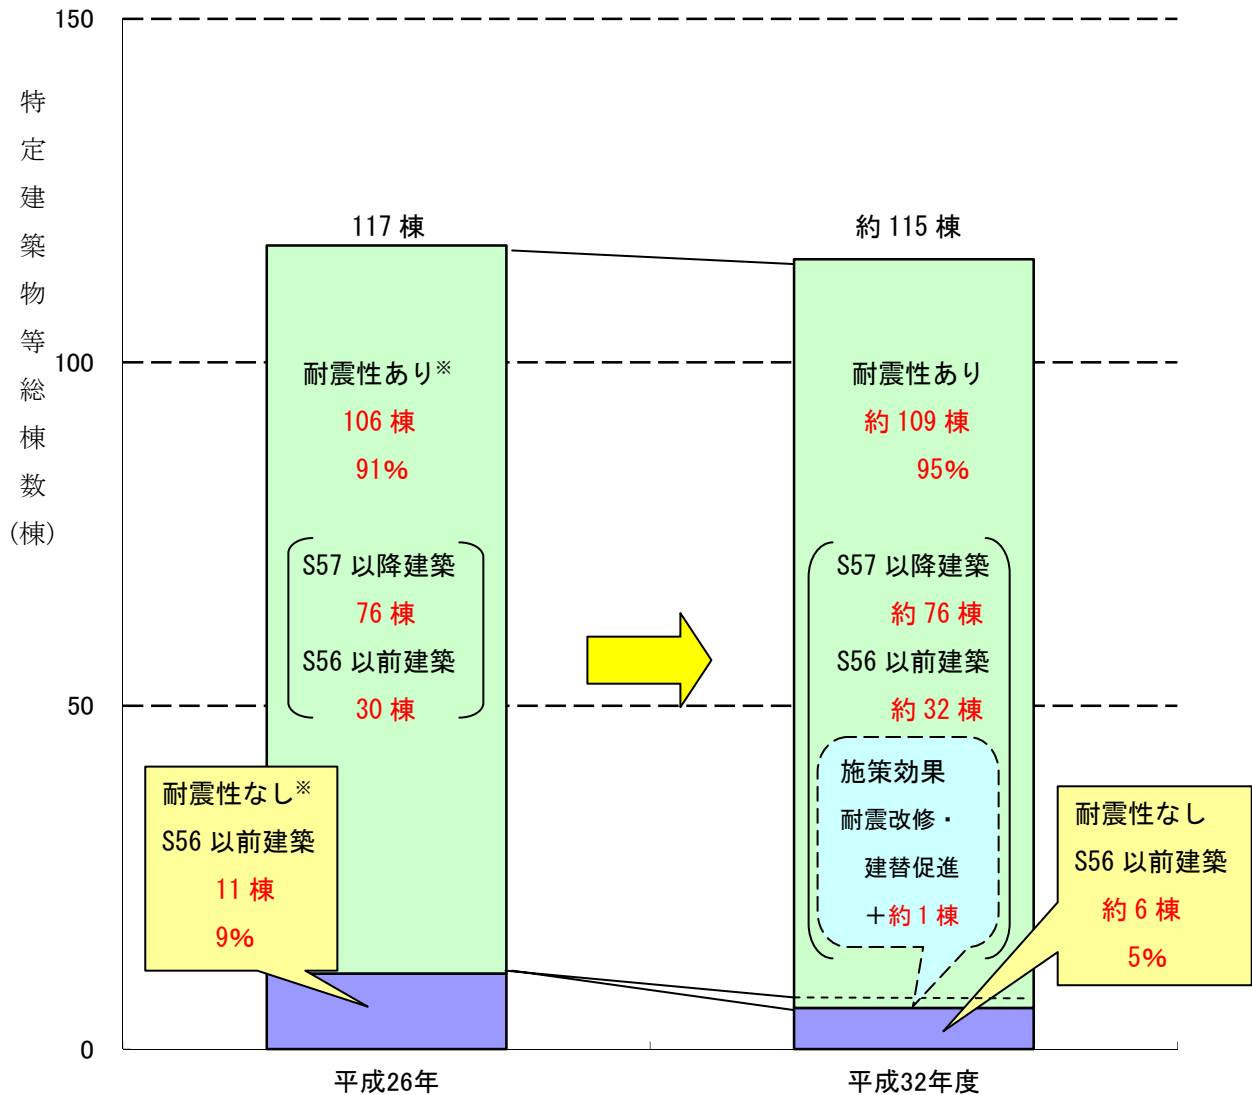 150
100
50
0
特定建築物等総棟数(棟)
117 棟
耐震性あり※
106 棟
91%
S57 以降建築
76 棟
S56 以前建築
30 棟
耐震性なし※
S56 以前建築
11 棟
9%
平成26年
約 115 棟
耐震性あり
約 109 棟
95%
S57 以降建築
約 76 棟
S56 以前建築
約 32 棟
施策効果
耐震改修・
建替促進
+約 1 棟
耐震性なし
S56 以前建築
約 6 棟
5%
平成32年度